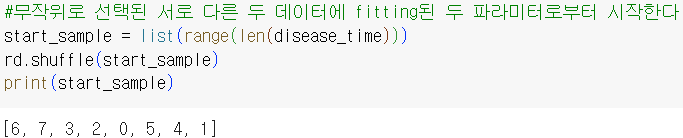 #무작위로 선택된 서로 다른 두 데이터에 fitting된 두 파라미터로부터 시작한다
start_sample = list(range(len(disease_time)))
rd.shuffle(start_sample)
print(start_sample)
[6, 7, 3, 2, 0, 5, 4, 1]